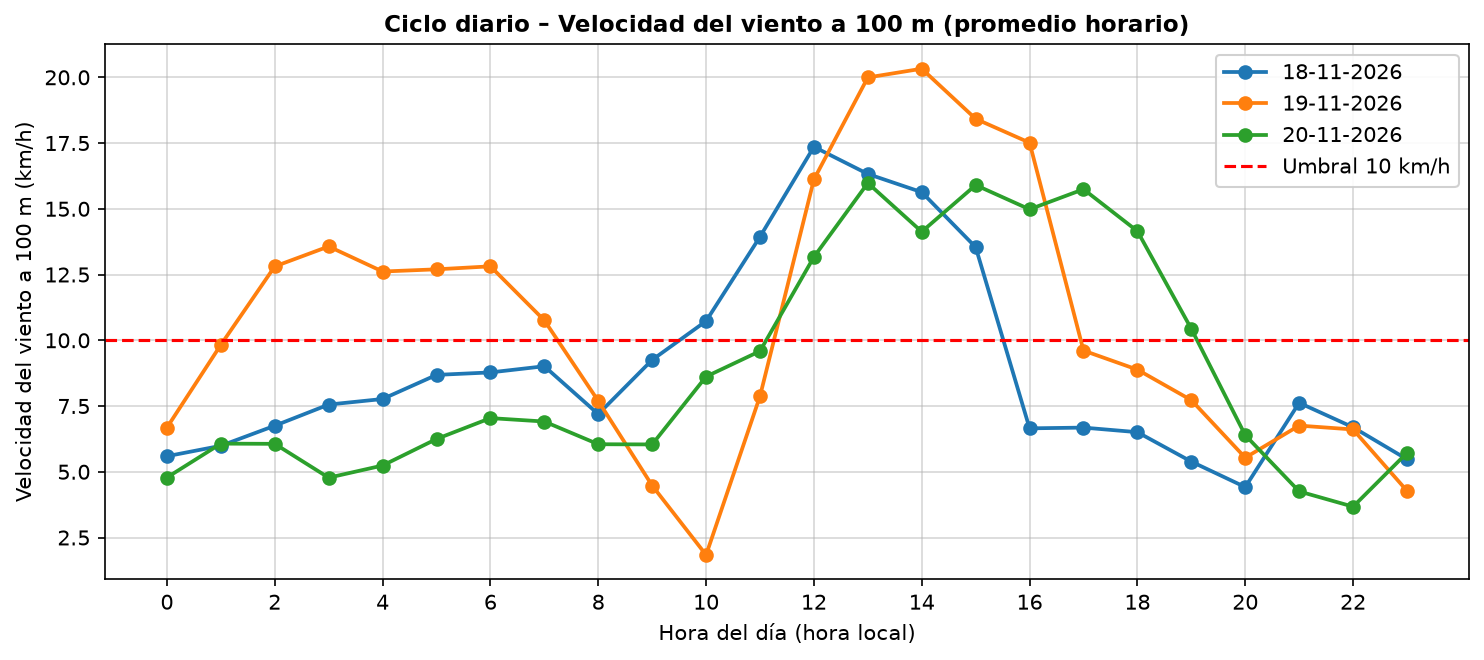 Ciclo diario – Velocidad del viento a 100 m (promedio horario)
Velocidad del viento a 100 m (km/h)
20.0
17.5
15.0
12.5
10.0
7.5
5.0
2.5
18-11-2026
19-11-2026
20-11-2026
Umbral 10 km/h
0 2 4 6 8 10 12 14 16 18 20 22
Hora del día (hora local)